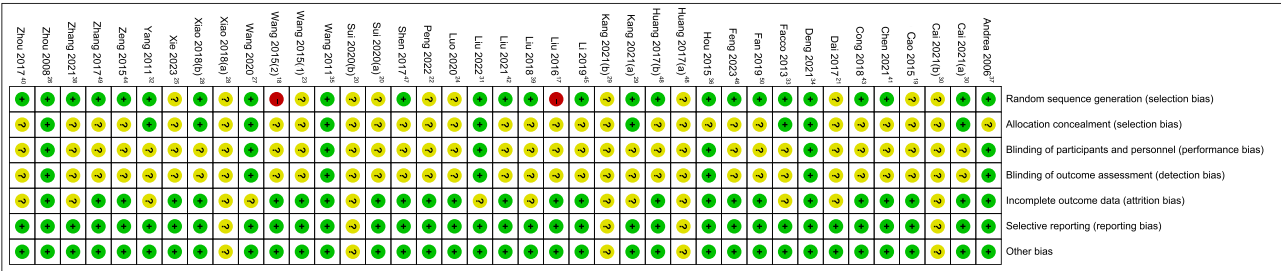 Zhou 2017
Zhou 2008
Zhang 2021
Zhang 2017
Zeng 2015
Yang 2011
Xie 2023
Xiao 2018(b)
Xiao 2018(a)
Wang 2020
Wang 2015(2)
Wang 2015(1)
Wang 2011
Sui 2020(b)
Sui 2020(a)
Shen 2017
Peng 2022
Luo 2020
Liu 2022
Liu 2021
Liu 2018
Liu 2016
Li 2019
Kang 2021(b)
Kang 2021(a)
Huang 2017(b)
Huang 2017(a)
Hou 2015
Feng 2023
Fan 2019
Facco 2013
Deng 2021
Dai 2017
Cong 2018
Chen 2021
Cao 2015
Cai 2021(b)
Cai 2021(a)
Andrea 2006
Random sequence generation (selection bias)
Allocation concealment (selection bias)
Blinding of participants and personnel (performance bias)
Blinding of outcome assessment (detection bias)
Incomplete outcome data (attrition bias)
Selective reporting (reporting bias)
Other bias